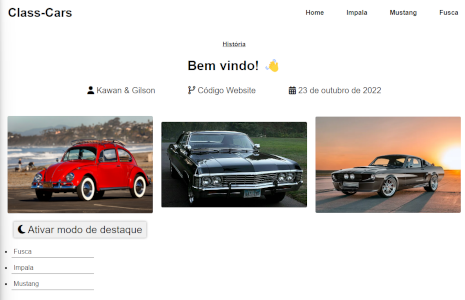 Class-Cars
Home Impala Mustang Fusca
História
Bem vindo! 👋
Kawan & Gilson Código Website 23 de outubro de 2022
Ativar modo de destaque
Fusca
Impala
Mustang